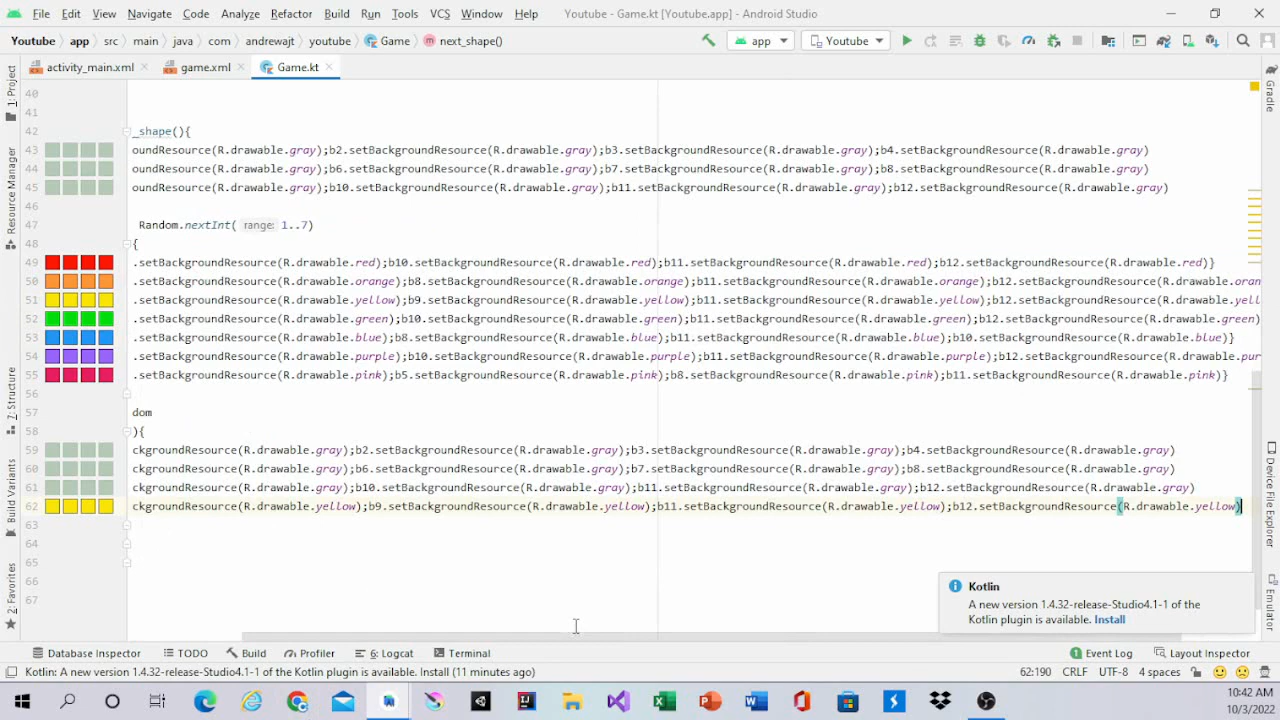 File Edit View Navigate Code Analyze Refactor Build Run Tools VCS Window Help Youtube - Game.kt [Youtube.app] - Android Studio
Youtube app src main java com andrewajt youtube Game next_shape() app Youtube
activity_main.xml game.xml Game.kt
1: Project
Resource Manager
7: Structure
Build Variants
2: Favorites
40
41
42 _shape(){
43 oundResource(R.drawable.gray);b2.setBackgroundResource(R.drawable.gray);b3.setBackgroundResource(R.drawable.gray);b4.setBackgroundResource(R.drawable.gray)
44 oundResource(R.drawable.gray);b6.setBackgroundResource(R.drawable.gray);b7.setBackgroundResource(R.drawable.gray);b8.setBackgroundResource(R.drawable.gray)
45 oundResource(R.drawable.gray);b10.setBackgroundResource(R.drawable.gray);b11.setBackgroundResource(R.drawable.gray);b12.setBackgroundResource(R.drawable.gray)
46
47 Random.nextInt( range: 1..7)
48 {
49 .setBackgroundResource(R.drawable.red);b10.setBackgroundResource(R.drawable.red);b11.setBackgroundResource(R.drawable.red);b12.setBackgroundResource(R.drawable.red)}
50 .setBackgroundResource(R.drawable.orange);b8.setBackgroundResource(R.drawable.orange);b11.setBackgroundResource(R.drawable.orange);b12.setBackgroundResource(R.drawable.oran
51 .setBackgroundResource(R.drawable.yellow);b9.setBackgroundResource(R.drawable.yellow);b11.setBackgroundResource(R.drawable.yellow);b12.setBackgroundResource(R.drawable.yell
52 .setBackgroundResource(R.drawable.green);b10.setBackgroundResource(R.drawable.green);b11.setBackgroundResource(R.drawable.green);b12.setBackgroundResource(R.drawable.green)
53 .setBackgroundResource(R.drawable.blue);b8.setBackgroundResource(R.drawable.blue);b11.setBackgroundResource(R.drawable.blue);b10.setBackgroundResource(R.drawable.blue)}
54 .setBackgroundResource(R.drawable.purple);b10.setBackgroundResource(R.drawable.purple);b11.setBackgroundResource(R.drawable.purple);b12.setBackgroundResource(R.drawable.pur
55 .setBackgroundResource(R.drawable.pink);b5.setBackgroundResource(R.drawable.pink);b8.setBackgroundResource(R.drawable.pink);b11.setBackgroundResource(R.drawable.pink)}
56
57 dom
58 ){
59 ckgroundResource(R.drawable.gray);b2.setBackgroundResource(R.drawable.gray);b3.setBackgroundResource(R.drawable.gray);b4.setBackgroundResource(R.drawable.gray)
60 ckgroundResource(R.drawable.gray);b6.setBackgroundResource(R.drawable.gray);b7.setBackgroundResource(R.drawable.gray);b8.setBackgroundResource(R.drawable.gray)
61 ckgroundResource(R.drawable.gray);b10.setBackgroundResource(R.drawable.gray);b11.setBackgroundResource(R.drawable.gray);b12.setBackgroundResource(R.drawable.gray)
62 ckgroundResource(R.drawable.yellow);b9.setBackgroundResource(R.drawable.yellow);b11.setBackgroundResource(R.drawable.yellow);b12.setBackgroundResource(R.drawable.yellow)
63
64
65
66
67
Gradle
Device File Explorer
Emulator
Kotlin
A new version 1.4.32-release-Studio4.1-1 of the
Kotlin plugin is available. Install
Database Inspector TODO Build Profiler 6: Logcat Terminal Event Log Layout Inspector
Kotlin: A new version 1.4.32-release-Studio4.1-1 of the Kotlin plugin is available. Install (11 minutes ago) 62:190 CRLF UTF-8 4 spaces
10:42 AM
10/3/2022